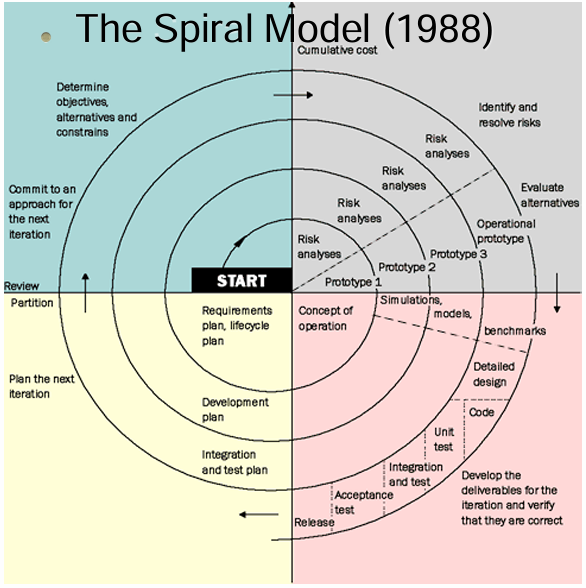 The Spiral Model (1988)
Cumulative cost
Determine
objectives,
alternatives and
constrains
Identify and
resolve risks
Risk
analyses
Risk
analyses
Risk
analyses
Risk
analyses
Commit to an
approach for
the next
iteration
Evaluate
alternatives
Operational
prototype
Prototype 3
Prototype 2
Prototype 1
START
Review
Partition
Requirements
plan, lifecycle
plan
Concept of
operation
Simulations,
models,
benchmarks
Plan the next
iteration
Detailed
design
Development
plan
Code
Unit
test
Integration
and test plan
Integration
and test
Acceptance
test
Release
Develop the
deliverables for the
iteration and verify
that they are correct